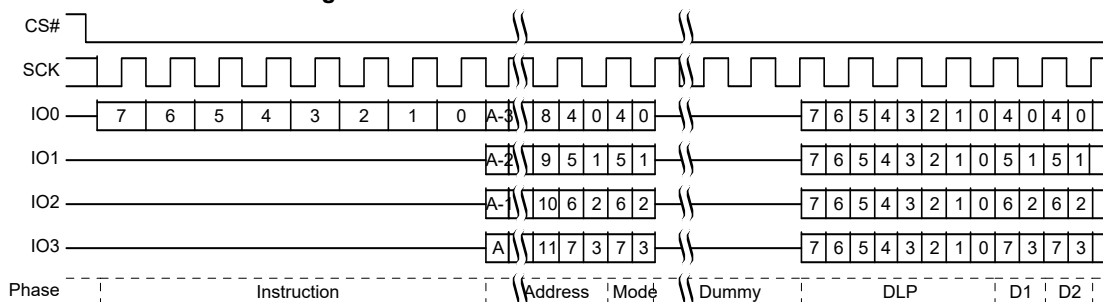 CS#
SCK
IO0 7 6 5 4 3 2 1 0 A-3 8 4 0 4 0 7 6 5 4 3 2 1 0 4 0 4 0
IO1 A-2 9 5 1 5 1 7 6 5 4 3 2 1 0 5 1 5 1
IO2 A-1 10 6 2 6 2 7 6 5 4 3 2 1 0 6 2 6 2
IO3 A 11 7 3 7 3 7 6 5 4 3 2 1 0 7 3 7 3
Phase Instruction Address Mode Dummy DLP D1 D2